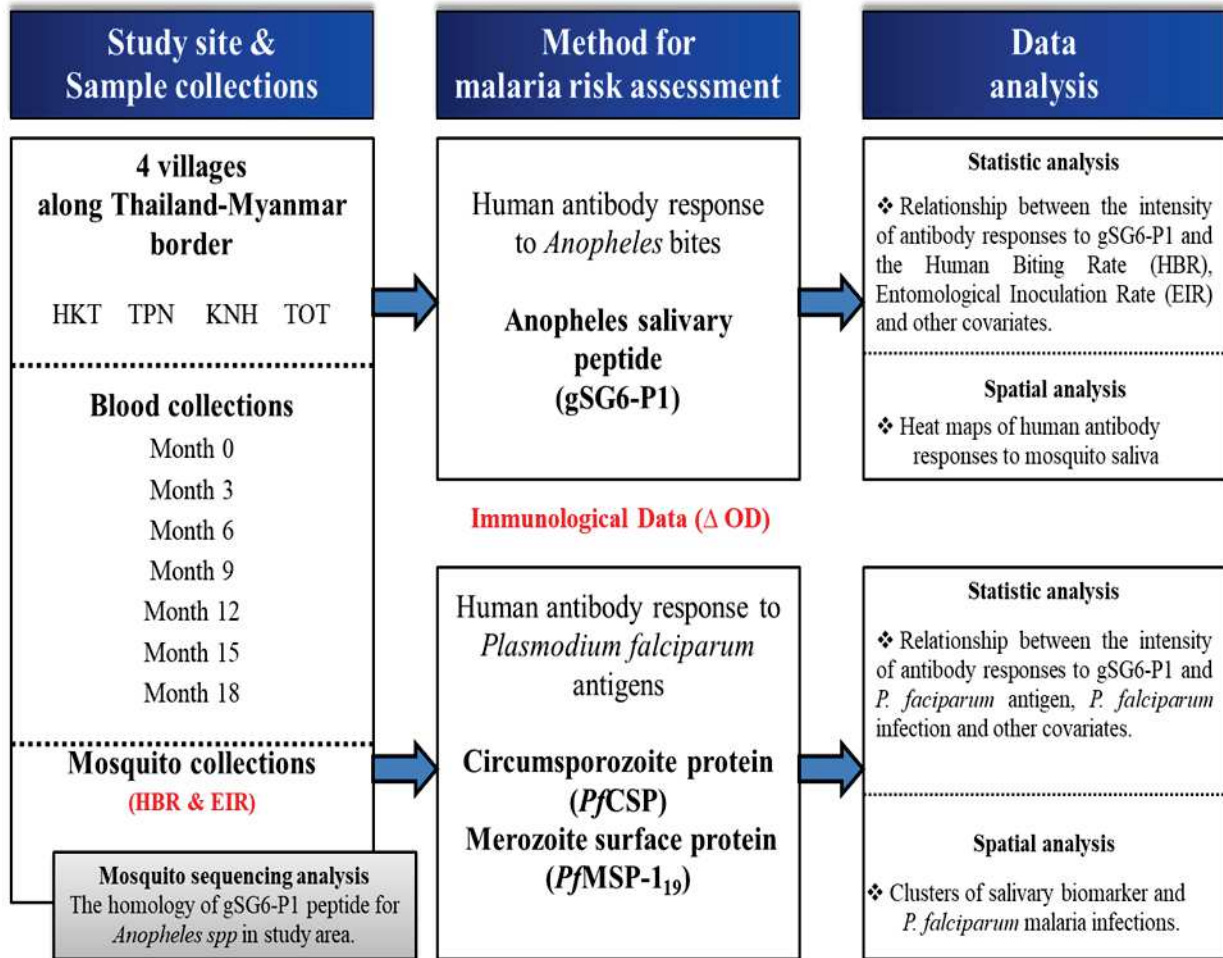 Study site &
Sample collections
Method for
malaria risk assessment
Data
analysis
4 villages
along Thailand-Myanmar
border
HKT TPN KNH TOT
Blood collections
Month 0
Month 3
Month 6
Month 9
Month 12
Month 15
Month 18
Mosquito collections
(HBR & EIR)
Mosquito sequencing analysis
The homology of gSG6-P1 peptide for
Anopheles spp in study area.
Human antibody response
to Anopheles bites
Anopheles salivary
peptide
(gSG6-P1)
Immunological Data (Δ OD)
Human antibody response to
Plasmodium falciparum
antigens
Circumsporozoite protein
(PfCSP)
Merozoite surface protein
(PfMSP-1₁₉)
Statistic analysis
❖ Relationship between the intensity
of antibody responses to gSG6-P1 and
the Human Biting Rate (HBR),
Entomological Inoculation Rate (EIR)
and other covariates.
Spatial analysis
❖ Heat maps of human antibody
responses to mosquito saliva
Statistic analysis
❖ Relationship between the intensity
of antibody responses to gSG6-P1 and
P. faciparum antigen, P. falciparum
infection and other covariates.
Spatial analysis
❖ Clusters of salivary biomarker and
P. falciparum malaria infections.